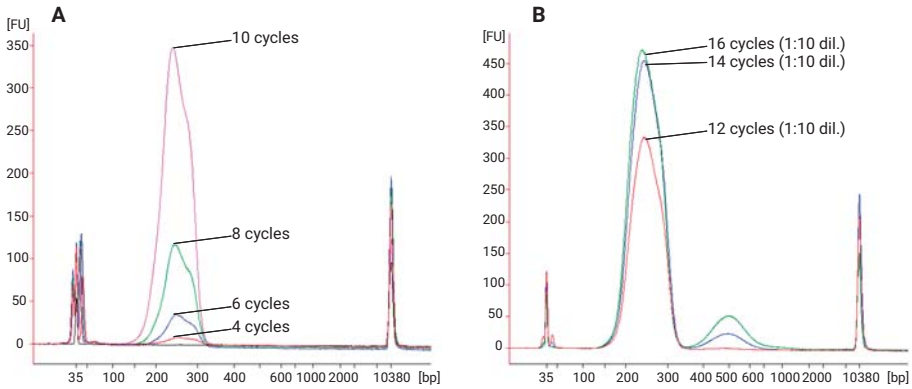 A
[FU]
350
300
250
200
150
100
50
0
10 cycles
8 cycles
6 cycles
4 cycles
35 100 200 300 400 600 1000 2000 10380 [bp]
B
[FU]
450
400
350
300
250
200
150
100
50
0
16 cycles (1:10 dil.)
14 cycles (1:10 dil.)
12 cycles (1:10 dil.)
35 100 200 300 400 500 600 1000 10380 [bp]